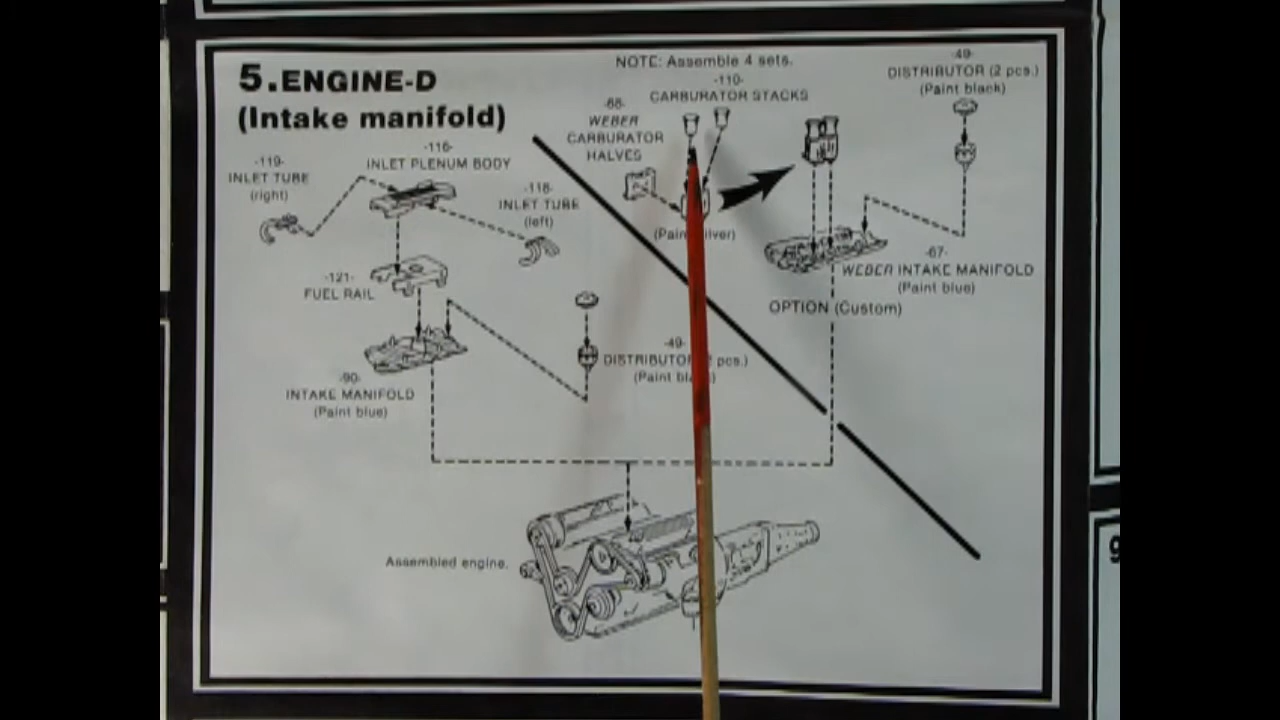 5. ENGINE-D
(Intake manifold)
-119-
INLET TUBE
(right)
-116-
INLET PLENUM BODY
-118-
INLET TUBE
(left)
-121-
FUEL RAIL
-90-
INTAKE MANIFOLD
(Paint blue)
-49-
(Paint
NOTE: Assemble 4 sets.
-110-
CARBURATOR STACKS
-68-
WEBER
CARBURATOR
HALVES
-49-
DISTRIBUTOR (2 pcs.)
(Paint black)
-67-
WEBER INTAKE MANIFOLD
(Paint blue)
OPTION (Custom)
Assembled engine.
9